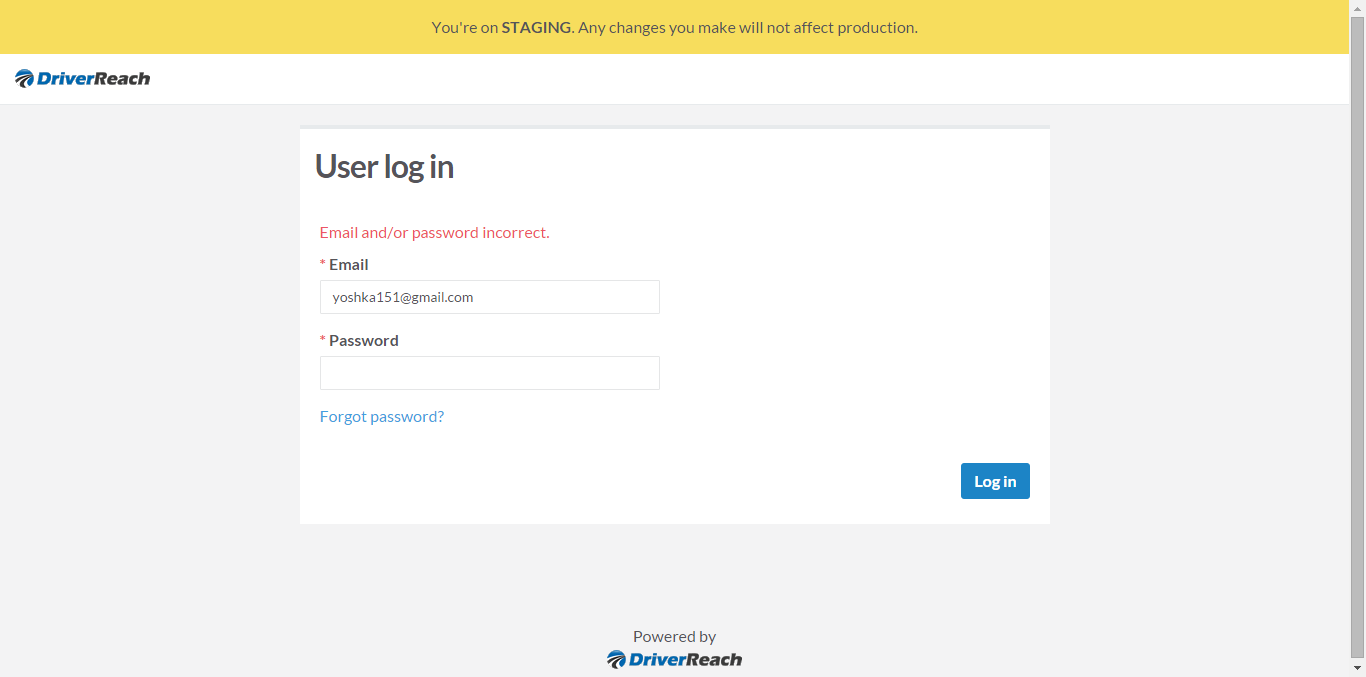 You're on STAGING. Any changes you make will not affect production.
DriverReach
User log in
Email and/or password incorrect.
* Email
yoshka151@gmail.com
* Password
Forgot password?
Log in
Powered by
DriverReach